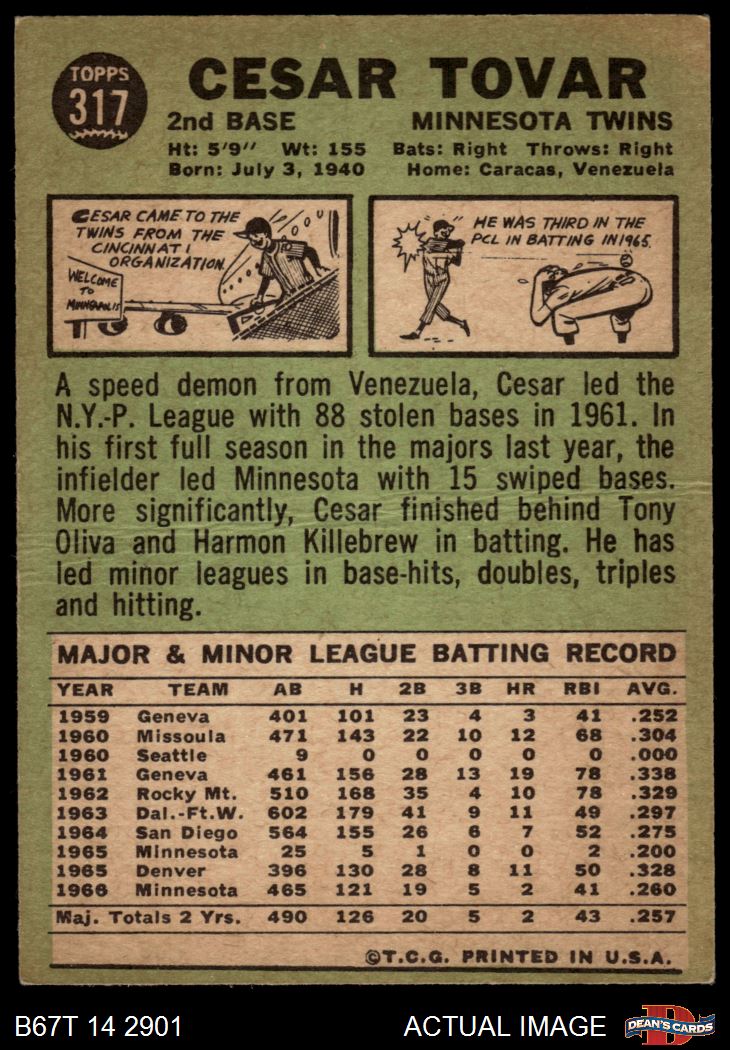 TOPPS
317
CESAR TOVAR
2nd BASE MINNESOTA TWINS
Ht: 5'9" Wt: 155 Bats: Right Throws: Right
Born: July 3, 1940 Home: Caracas, Venezuela
CESAR CAME TO THE
TWINS FROM THE
CINCINNATI
ORGANIZATION.
WELCOME
TO
MINNEAPOLIS
HE WAS THIRD IN THE
PCL IN BATTING IN 1965.
A speed demon from Venezuela, Cesar led the
N.Y.-P. League with 88 stolen bases in 1961. In
his first full season in the majors last year, the
infielder led Minnesota with 15 swiped bases.
More significantly, Cesar finished behind Tony
Oliva and Harmon Killebrew in batting. He has
led minor leagues in base-hits, doubles, triples
and hitting.
MAJOR & MINOR LEAGUE BATTING RECORD
YEAR TEAM AB H 2B 3B HR RBI AVG.
1959 Geneva 401 101 23 4 3 41 .252
1960 Missoula 471 143 22 10 12 68 .304
1960 Seattle 9 0 0 0 0 0 .000
1961 Geneva 461 156 28 13 19 78 .338
1962 Rocky Mt. 510 168 35 4 10 78 .329
1963 Dal.-Ft.W. 602 179 41 9 11 49 .297
1964 San Diego 564 155 26 6 7 52 .275
1965 Minnesota 25 5 1 0 0 2 .200
1965 Denver 396 130 28 8 11 50 .328
1966 Minnesota 465 121 19 5 2 41 .260
Maj. Totals 2 Yrs. 490 126 20 5 2 43 .257
©T.C.G. PRINTED IN U.S.A.
B67T 14 2901 ACTUAL IMAGE D DEAN'S CARDS